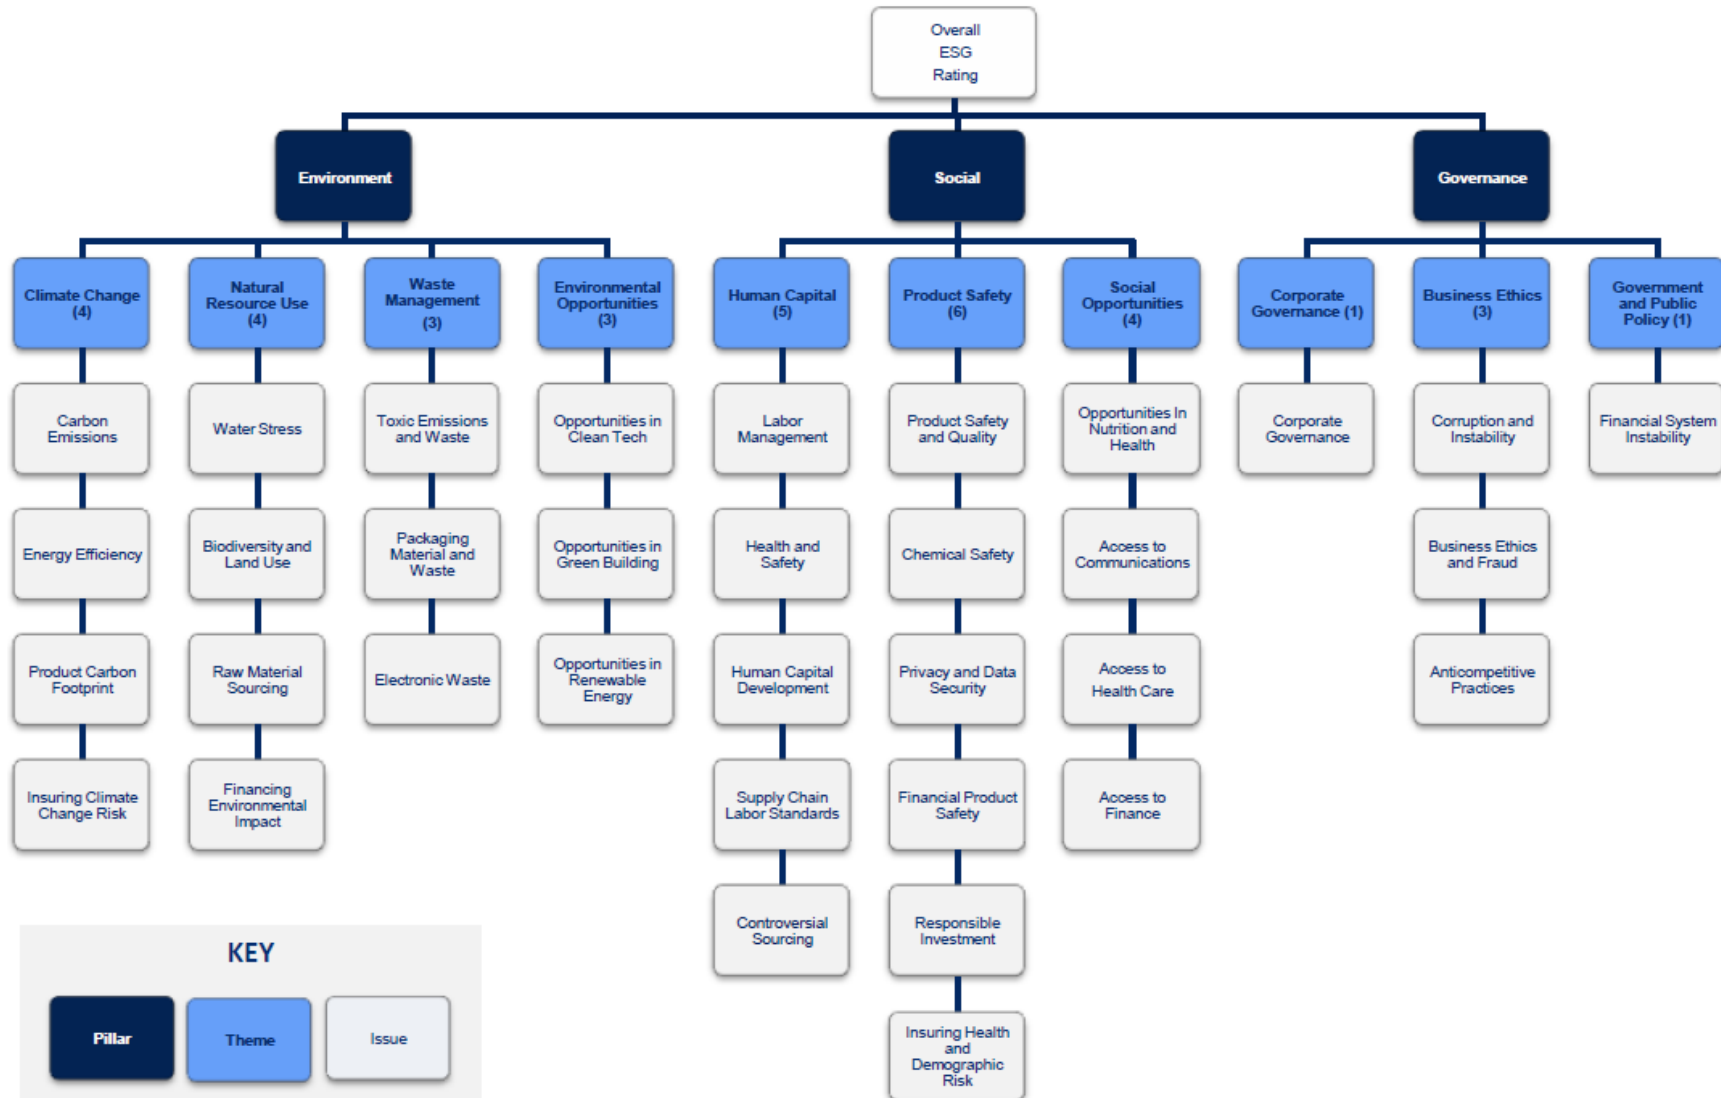 Overall
ESG
Rating
Environment
Social
Governance
Climate Change
(4)
Natural
Resource Use
(4)
Waste
Management
(3)
Environmental
Opportunities
(3)
Human Capital
(5)
Product Safety
(6)
Social
Opportunities
(4)
Corporate
Governance (1)
Business Ethics
(3)
Government
and Public
Policy (1)
Carbon
Emissions
Water Stress
Toxic Emissions
and Waste
Opportunities in
Clean Tech
Labor
Management
Product Safety
and Quality
Opportunities In
Nutrition and
Health
Corporate
Governance
Corruption and
Instability
Financial System
Instability
Energy Efficiency
Biodiversity and
Land Use
Packaging
Material and
Waste
Opportunities in
Green Building
Health and
Safety
Chemical Safety
Access to
Communications
Business Ethics
and Fraud
Product Carbon
Footprint
Raw Material
Sourcing
Electronic Waste
Opportunities in
Renewable
Energy
Human Capital
Development
Privacy and Data
Security
Access to
Health Care
Anticompetitive
Practices
Insuring Climate
Change Risk
Financing
Environmental
Impact
Supply Chain
Labor Standards
Financial Product
Safety
Access to
Finance
Controversial
Sourcing
Responsible
Investment
Insuring Health
and
Demographic
Risk
KEY
Pillar
Theme
Issue